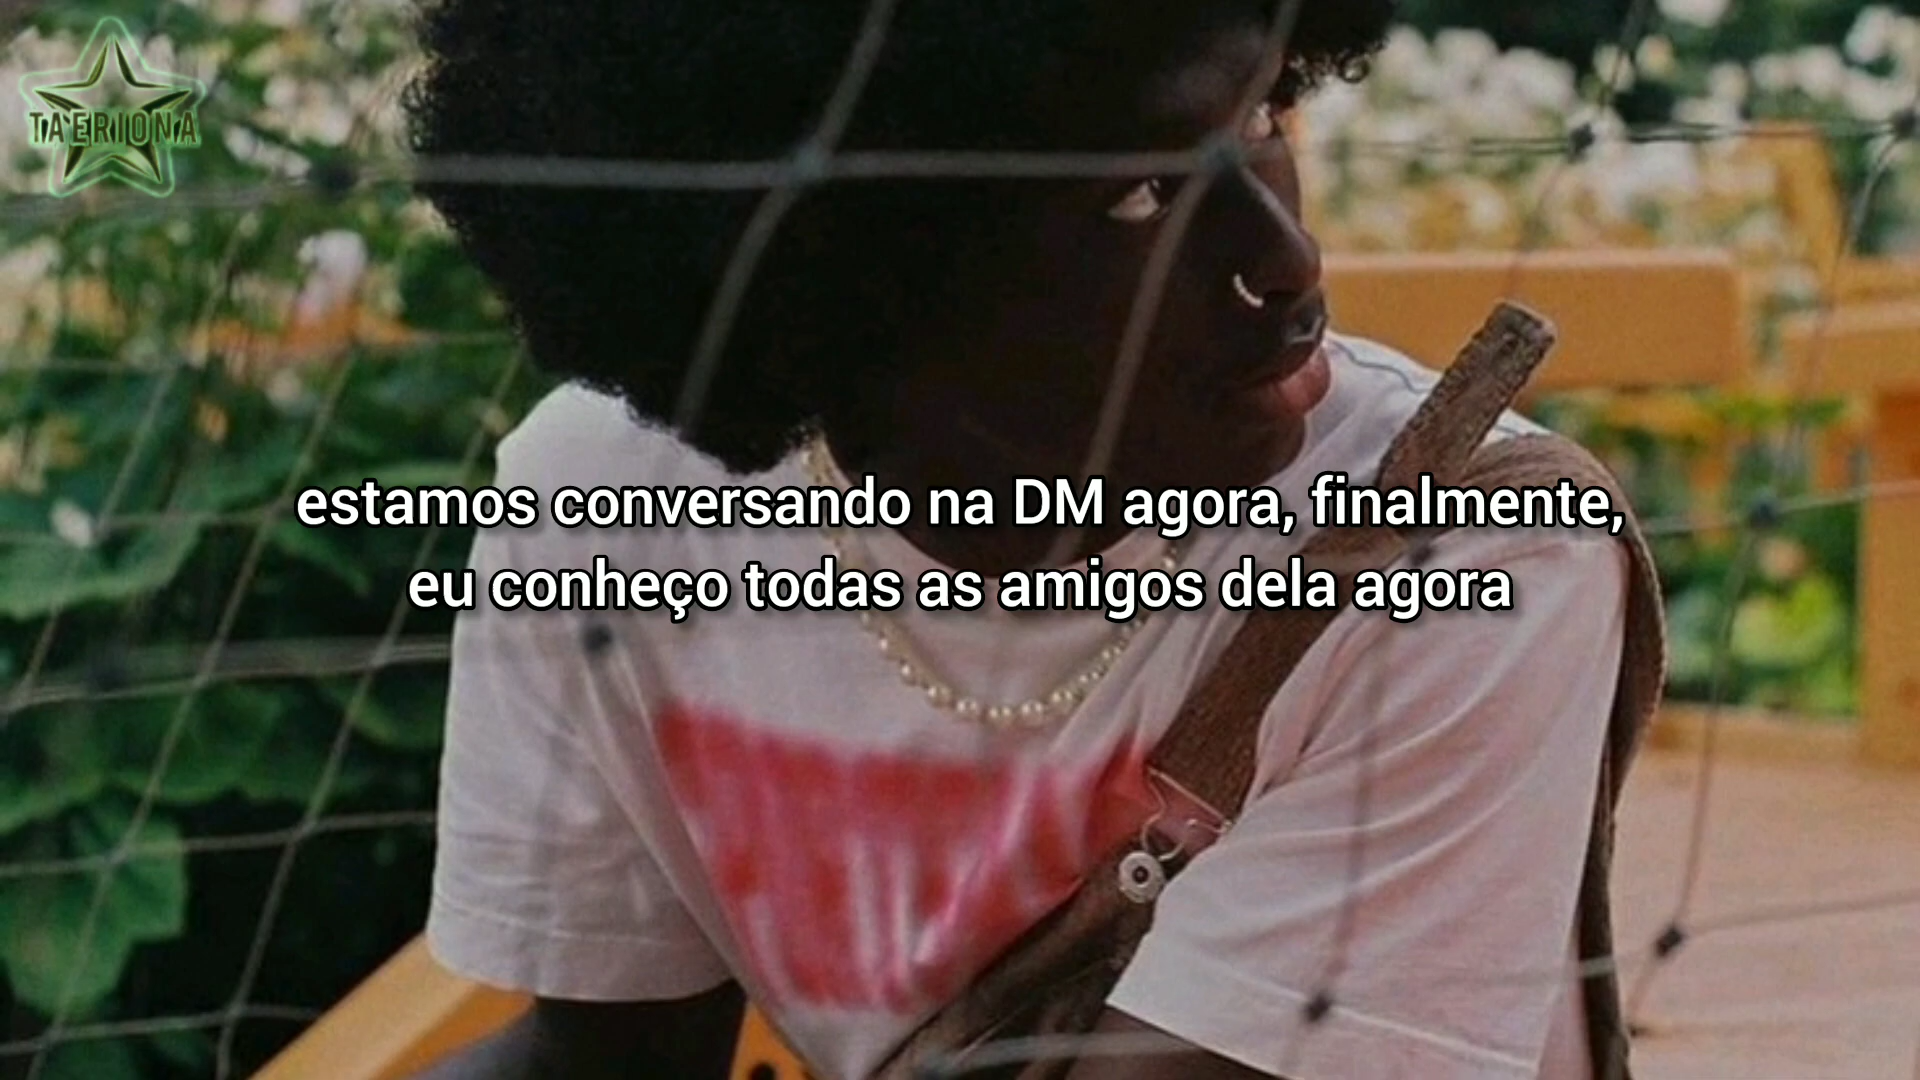 TAERIONA
estamos conversando na DM agora, finalmente,
eu conheço todas as amigos dela agora